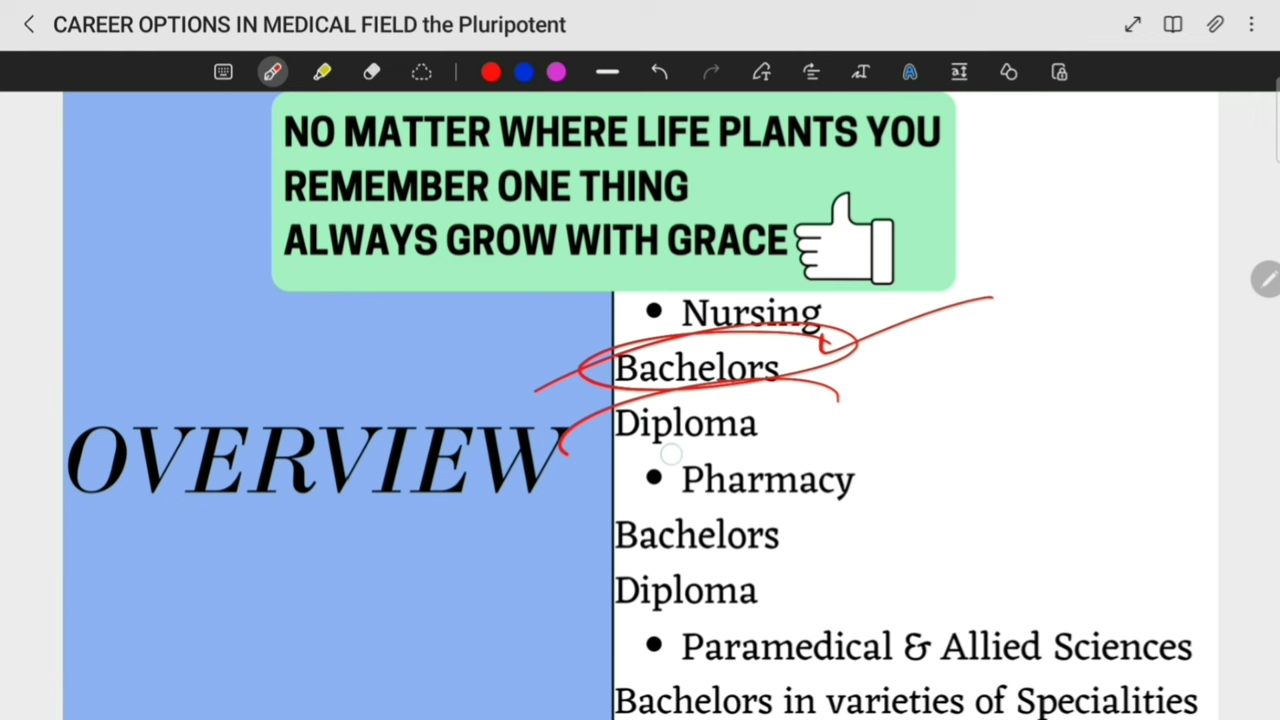 CAREER OPTIONS IN MEDICAL FIELD the Pluripotent
NO MATTER WHERE LIFE PLANTS YOU
REMEMBER ONE THING
ALWAYS GROW WITH GRACE
OVERVIEW
• Nursing
Bachelors
Diploma
• Pharmacy
Bachelors
Diploma
• Paramedical & Allied Sciences
Bachelors in varieties of Specialities